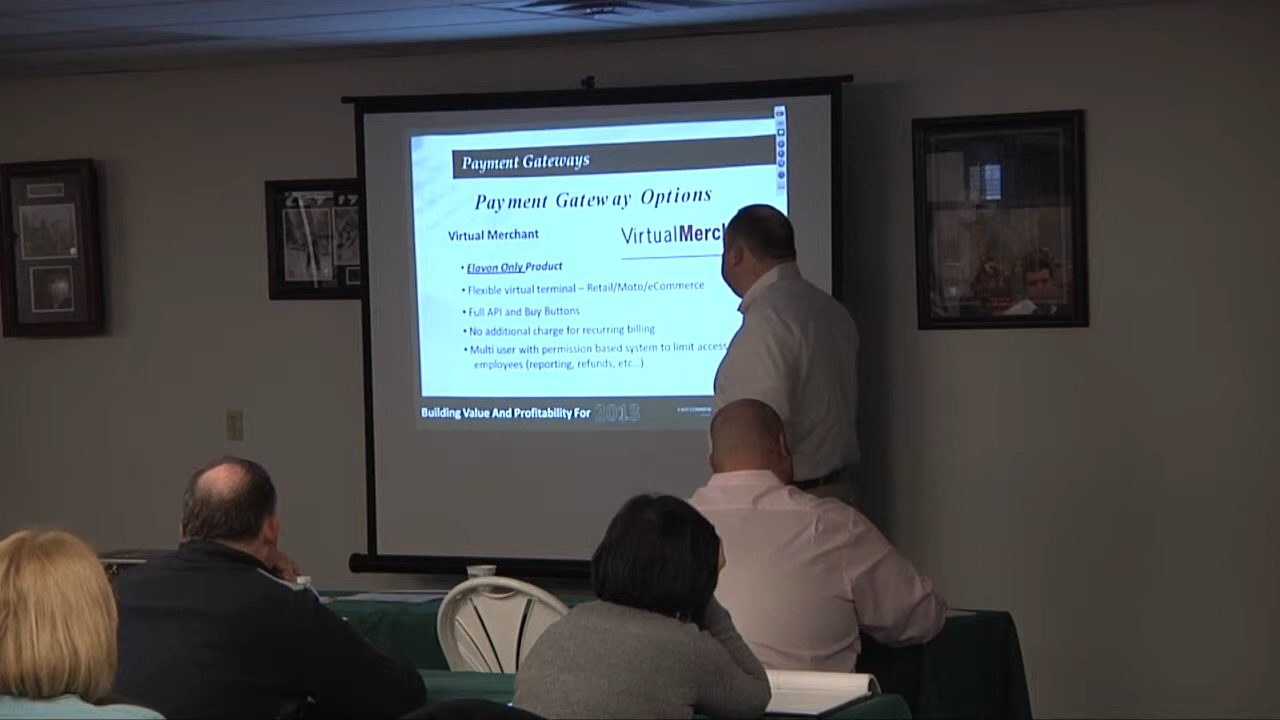 Payment Gateways
Payment Gateway Options
Virtual Merchant
VirtualMerch
• Elavon Only Product
• Flexible virtual terminal – Retail/Moto/eCommerce
• Full API and Buy Buttons
• No additional charge for recurring billing
• Multi user with permission based system to limit access
employees (reporting, refunds, etc...)
Building Value And Profitability For 2013